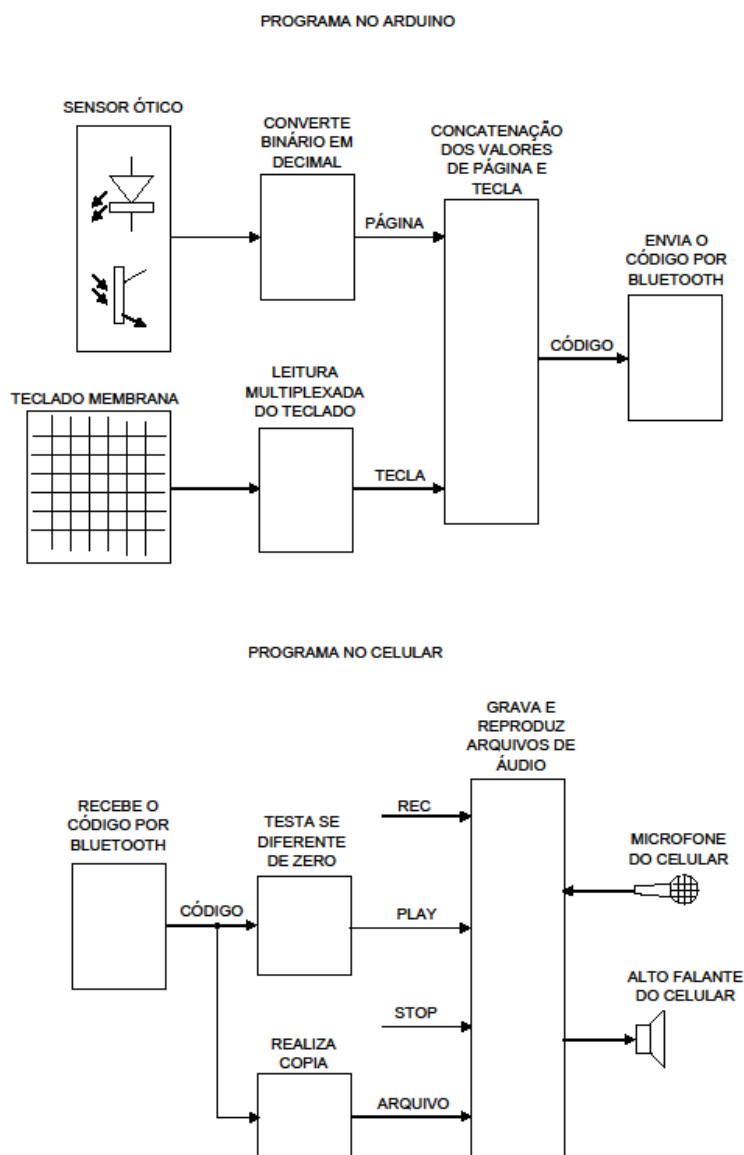 PROGRAMA NO ARDUINO
SENSOR ÓTICO
CONVERTE
BINÁRIO EM
DECIMAL
CONCATENAÇÃO
DOS VALORES
DE PÁGINA E
TECLA
PÁGINA
ENVIA O
CÓDIGO POR
BLUETOOTH
CÓDIGO
TECLADO MEMBRANA
LEITURA
MULTIPLEXADA
DO TECLADO
TECLA
PROGRAMA NO CELULAR
GRAVA E
REPRODUZ
ARQUIVOS DE
ÁUDIO
RECEBE O
CÓDIGO POR
BLUETOOTH
TESTA SE
DIFERENTE
DE ZERO
REC
MICROFONE
DO CELULAR
CÓDIGO
PLAY
ALTO FALANTE
DO CELULAR
STOP
REALIZA
COPIA
ARQUIVO